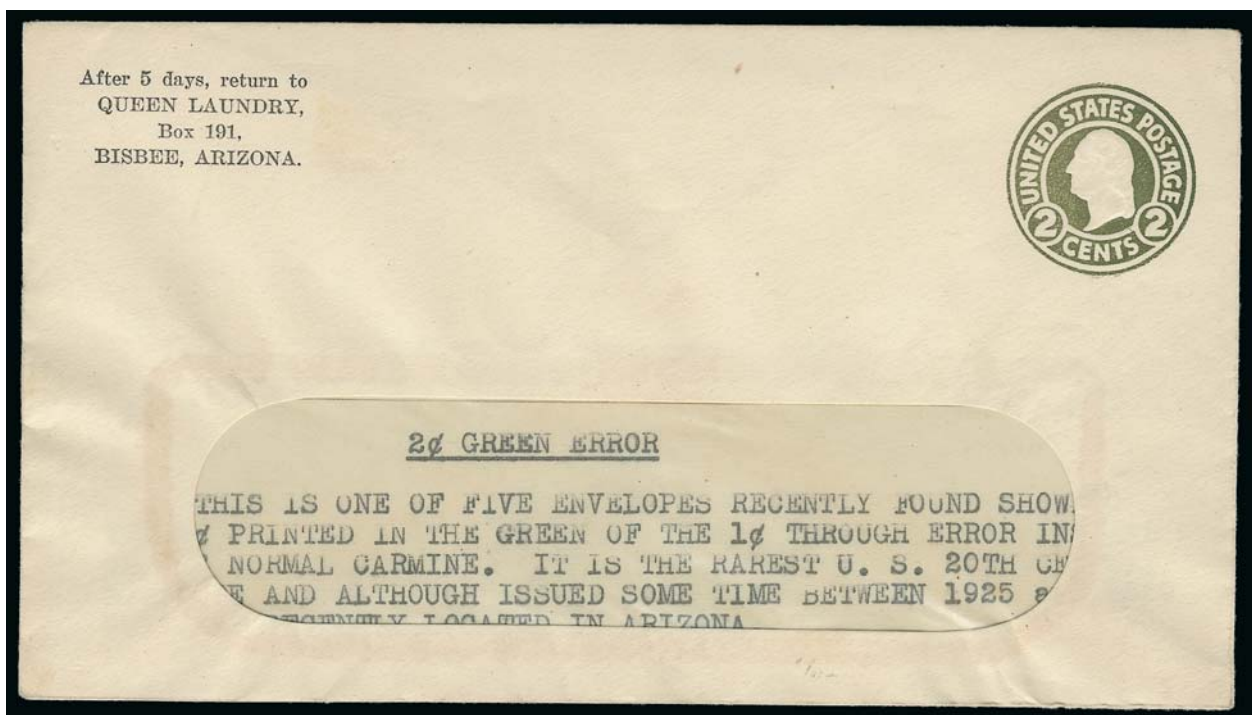 After 5 days, return to
QUEEN LAUNDRY,
Box 191,
BISBEE, ARIZONA.
UNITED STATES POSTAGE
2 CENTS 2
2¢ GREEN ERROR
THIS IS ONE OF FIVE ENVELOPES RECENTLY FOUND SHOW
¢ PRINTED IN THE GREEN OF THE 1¢ THROUGH ERROR IN
NORMAL CARMINE. IT IS THE RAREST U. S. 20TH CE
E AND ALTHOUGH ISSUED SOME TIME BETWEEN 1925 a
RECENTLY LOCATED IN ARIZONA